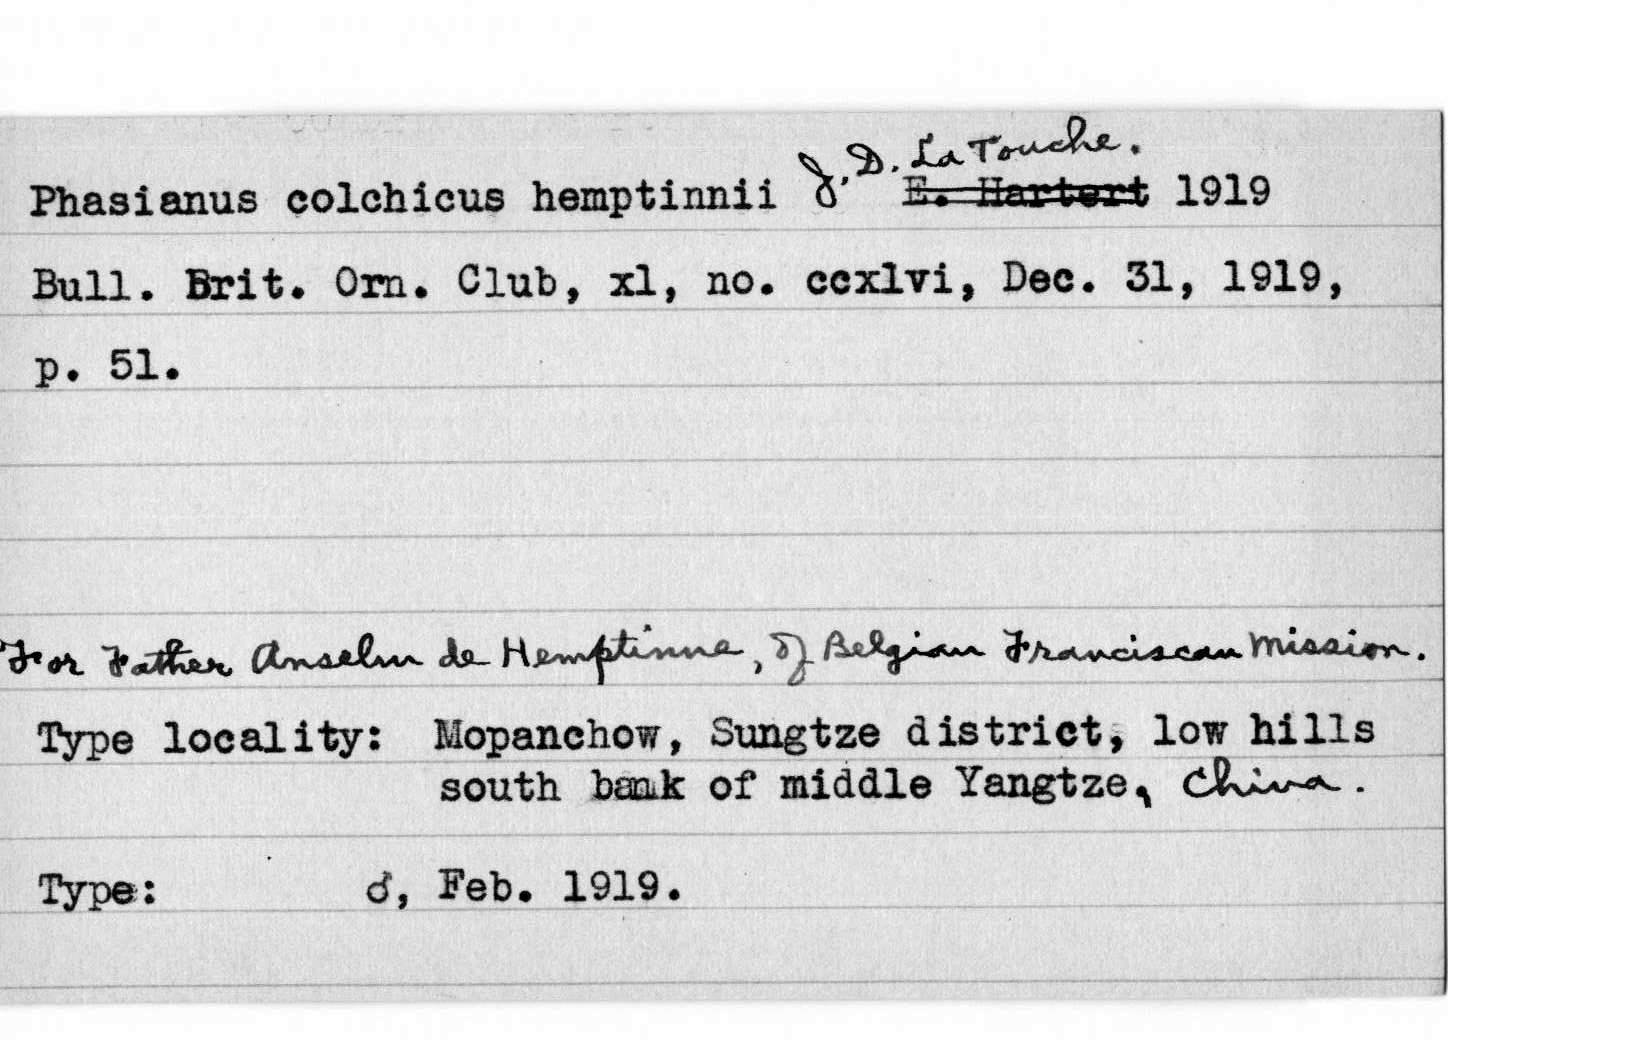 Phasianus colchicus hemptinnii J. D. La Touche. E. Hartert 1919
Bull. Brit. Orn. Club, xl, no. ccxlvi, Dec. 31, 1919,
p. 51.
For Father Anselm de Hemptinne, of Belgian Franciscan Mission.
Type locality: Mopanchow, Sungtze district, low hills
south bank of middle Yangtze, China.
Type: ♂, Feb. 1919.